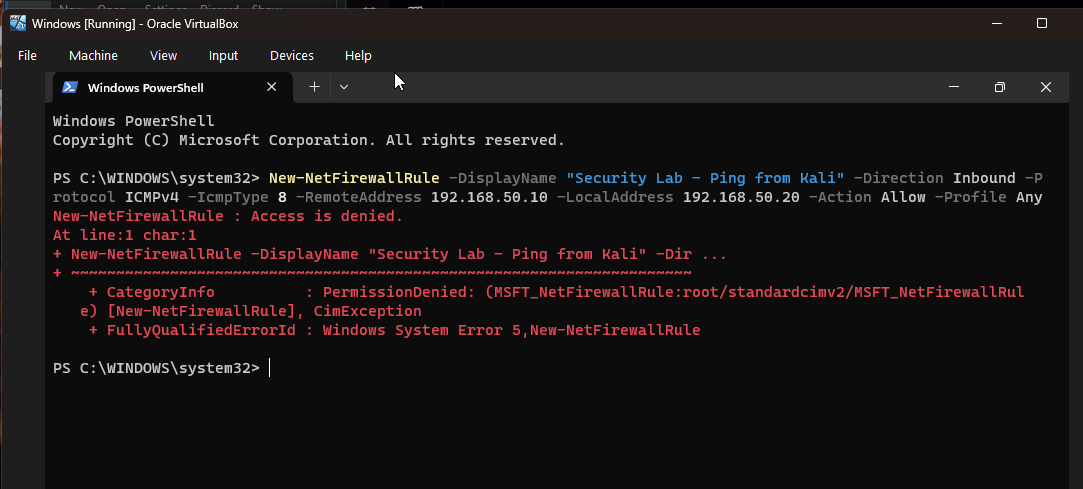 Windows [Running] - Oracle VirtualBox
File Machine View Input Devices Help
Windows PowerShell
Windows PowerShell
Copyright (C) Microsoft Corporation. All rights reserved.
PS C:\WINDOWS\system32> New-NetFirewallRule -DisplayName "Security Lab - Ping from Kali" -Direction Inbound -P
rotocol ICMPv4 -IcmpType 8 -RemoteAddress 192.168.50.10 -LocalAddress 192.168.50.20 -Action Allow -Profile Any
New-NetFirewallRule : Access is denied.
At line:1 char:1
+ New-NetFirewallRule -DisplayName "Security Lab - Ping from Kali" -Dir ...
+ ~~~~~~~~~~~~~~~~~~~~~~~~~~~~~~~~~~~~~~~~~~~~~~~~~~~~~~~~~~~~~~~~~~~~~
+ CategoryInfo : PermissionDenied: (MSFT_NetFirewallRule:root/standardcimv2/MSFT_NetFirewallRul
e) [New-NetFirewallRule], CimException
+ FullyQualifiedErrorId : Windows System Error 5,New-NetFirewallRule
PS C:\WINDOWS\system32>